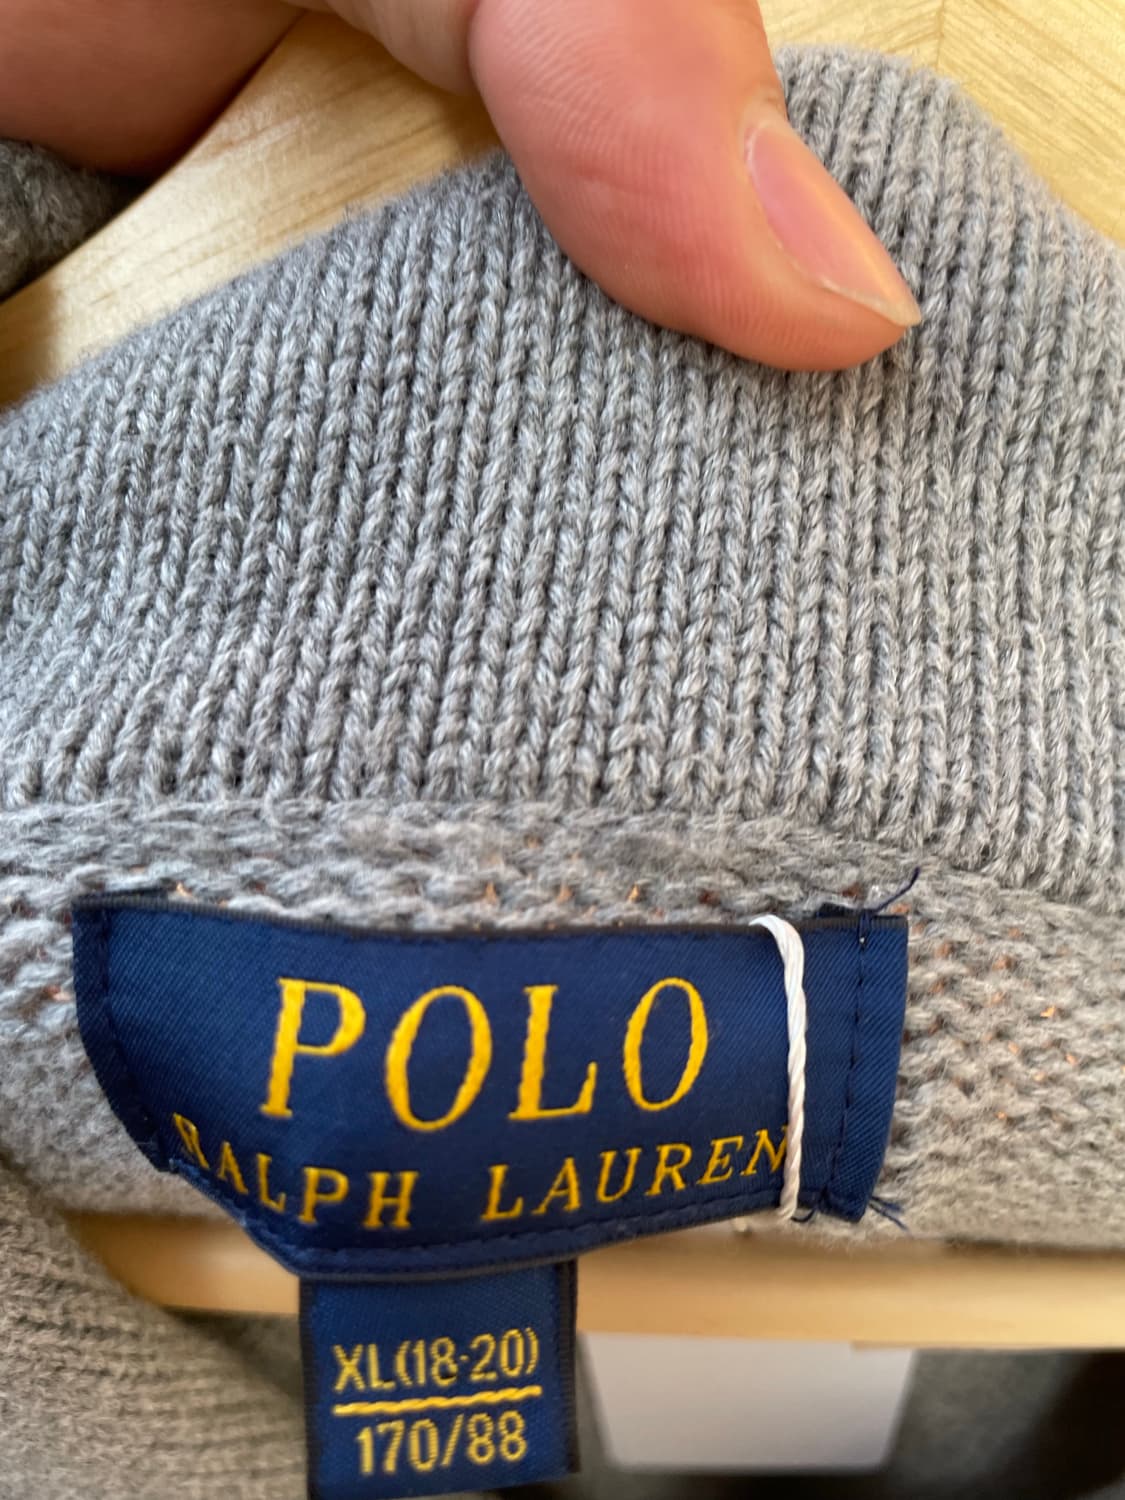 POLO
RALPH LAUREN
XL(18-20)
170/88